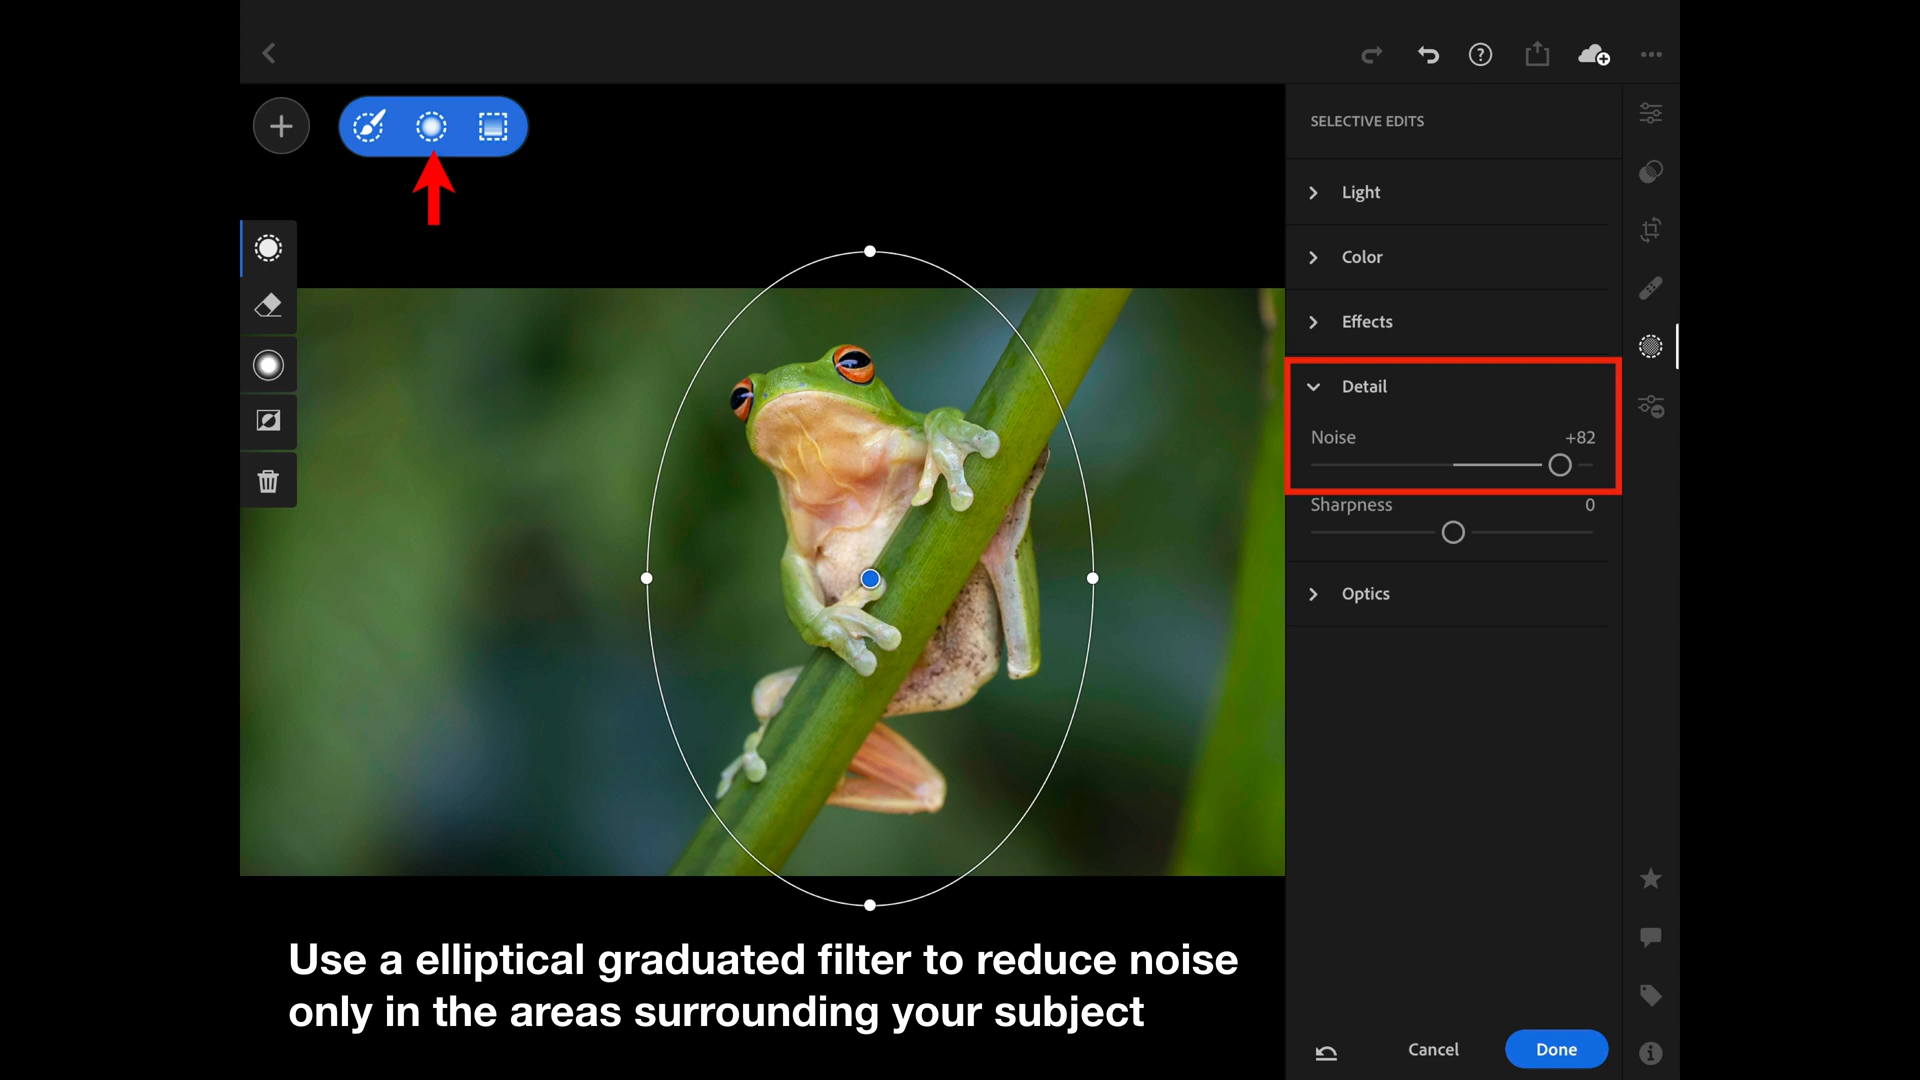 SELECTIVE EDITS
Light
Color
Effects
Detail
Noise +82
Sharpness 0
Optics
Use a elliptical graduated filter to reduce noise
only in the areas surrounding your subject
Cancel Done